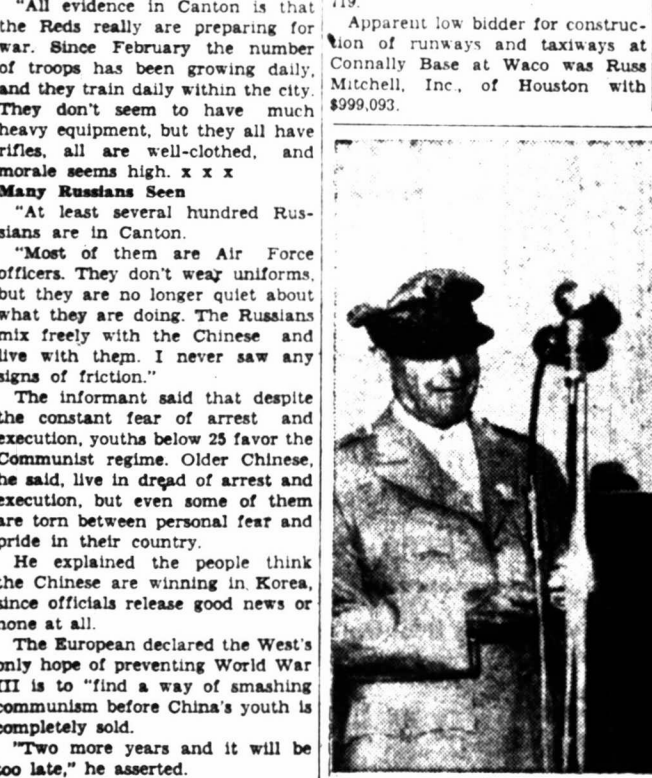 "All evidence in Canton is that
the Reds really are preparing for
war. Since February the number
of troops has been growing daily,
and they train daily within the city.
They don't seem to have much
heavy equipment, but they all have
rifles, all are well-clothed, and
morale seems high. x x x
Many Russians Seen
"At least several hundred Rus-
sians are in Canton.
"Most of them are Air Force
officers. They don't wear uniforms,
but they are no longer quiet about
what they are doing. The Russians
mix freely with the Chinese and
live with them. I never saw any
signs of friction."
The informant said that despite
the constant fear of arrest and
execution, youths below 25 favor the
Communist regime. Older Chinese,
he said, live in dread of arrest and
execution, but even some of them
are torn between personal fear and
pride in their country.
He explained the people think
the Chinese are winning in Korea,
since officials release good news or
none at all.
The European declared the West's
only hope of preventing World War
III is to "find a way of smashing
communism before China's youth is
completely sold.
"Two more years and it will be
too late," he asserted.
719.
Apparent low bidder for construc-
tion of runways and taxiways at
Connally Base at Waco was Russ
Mitchell, Inc., of Houston with
$999,093.